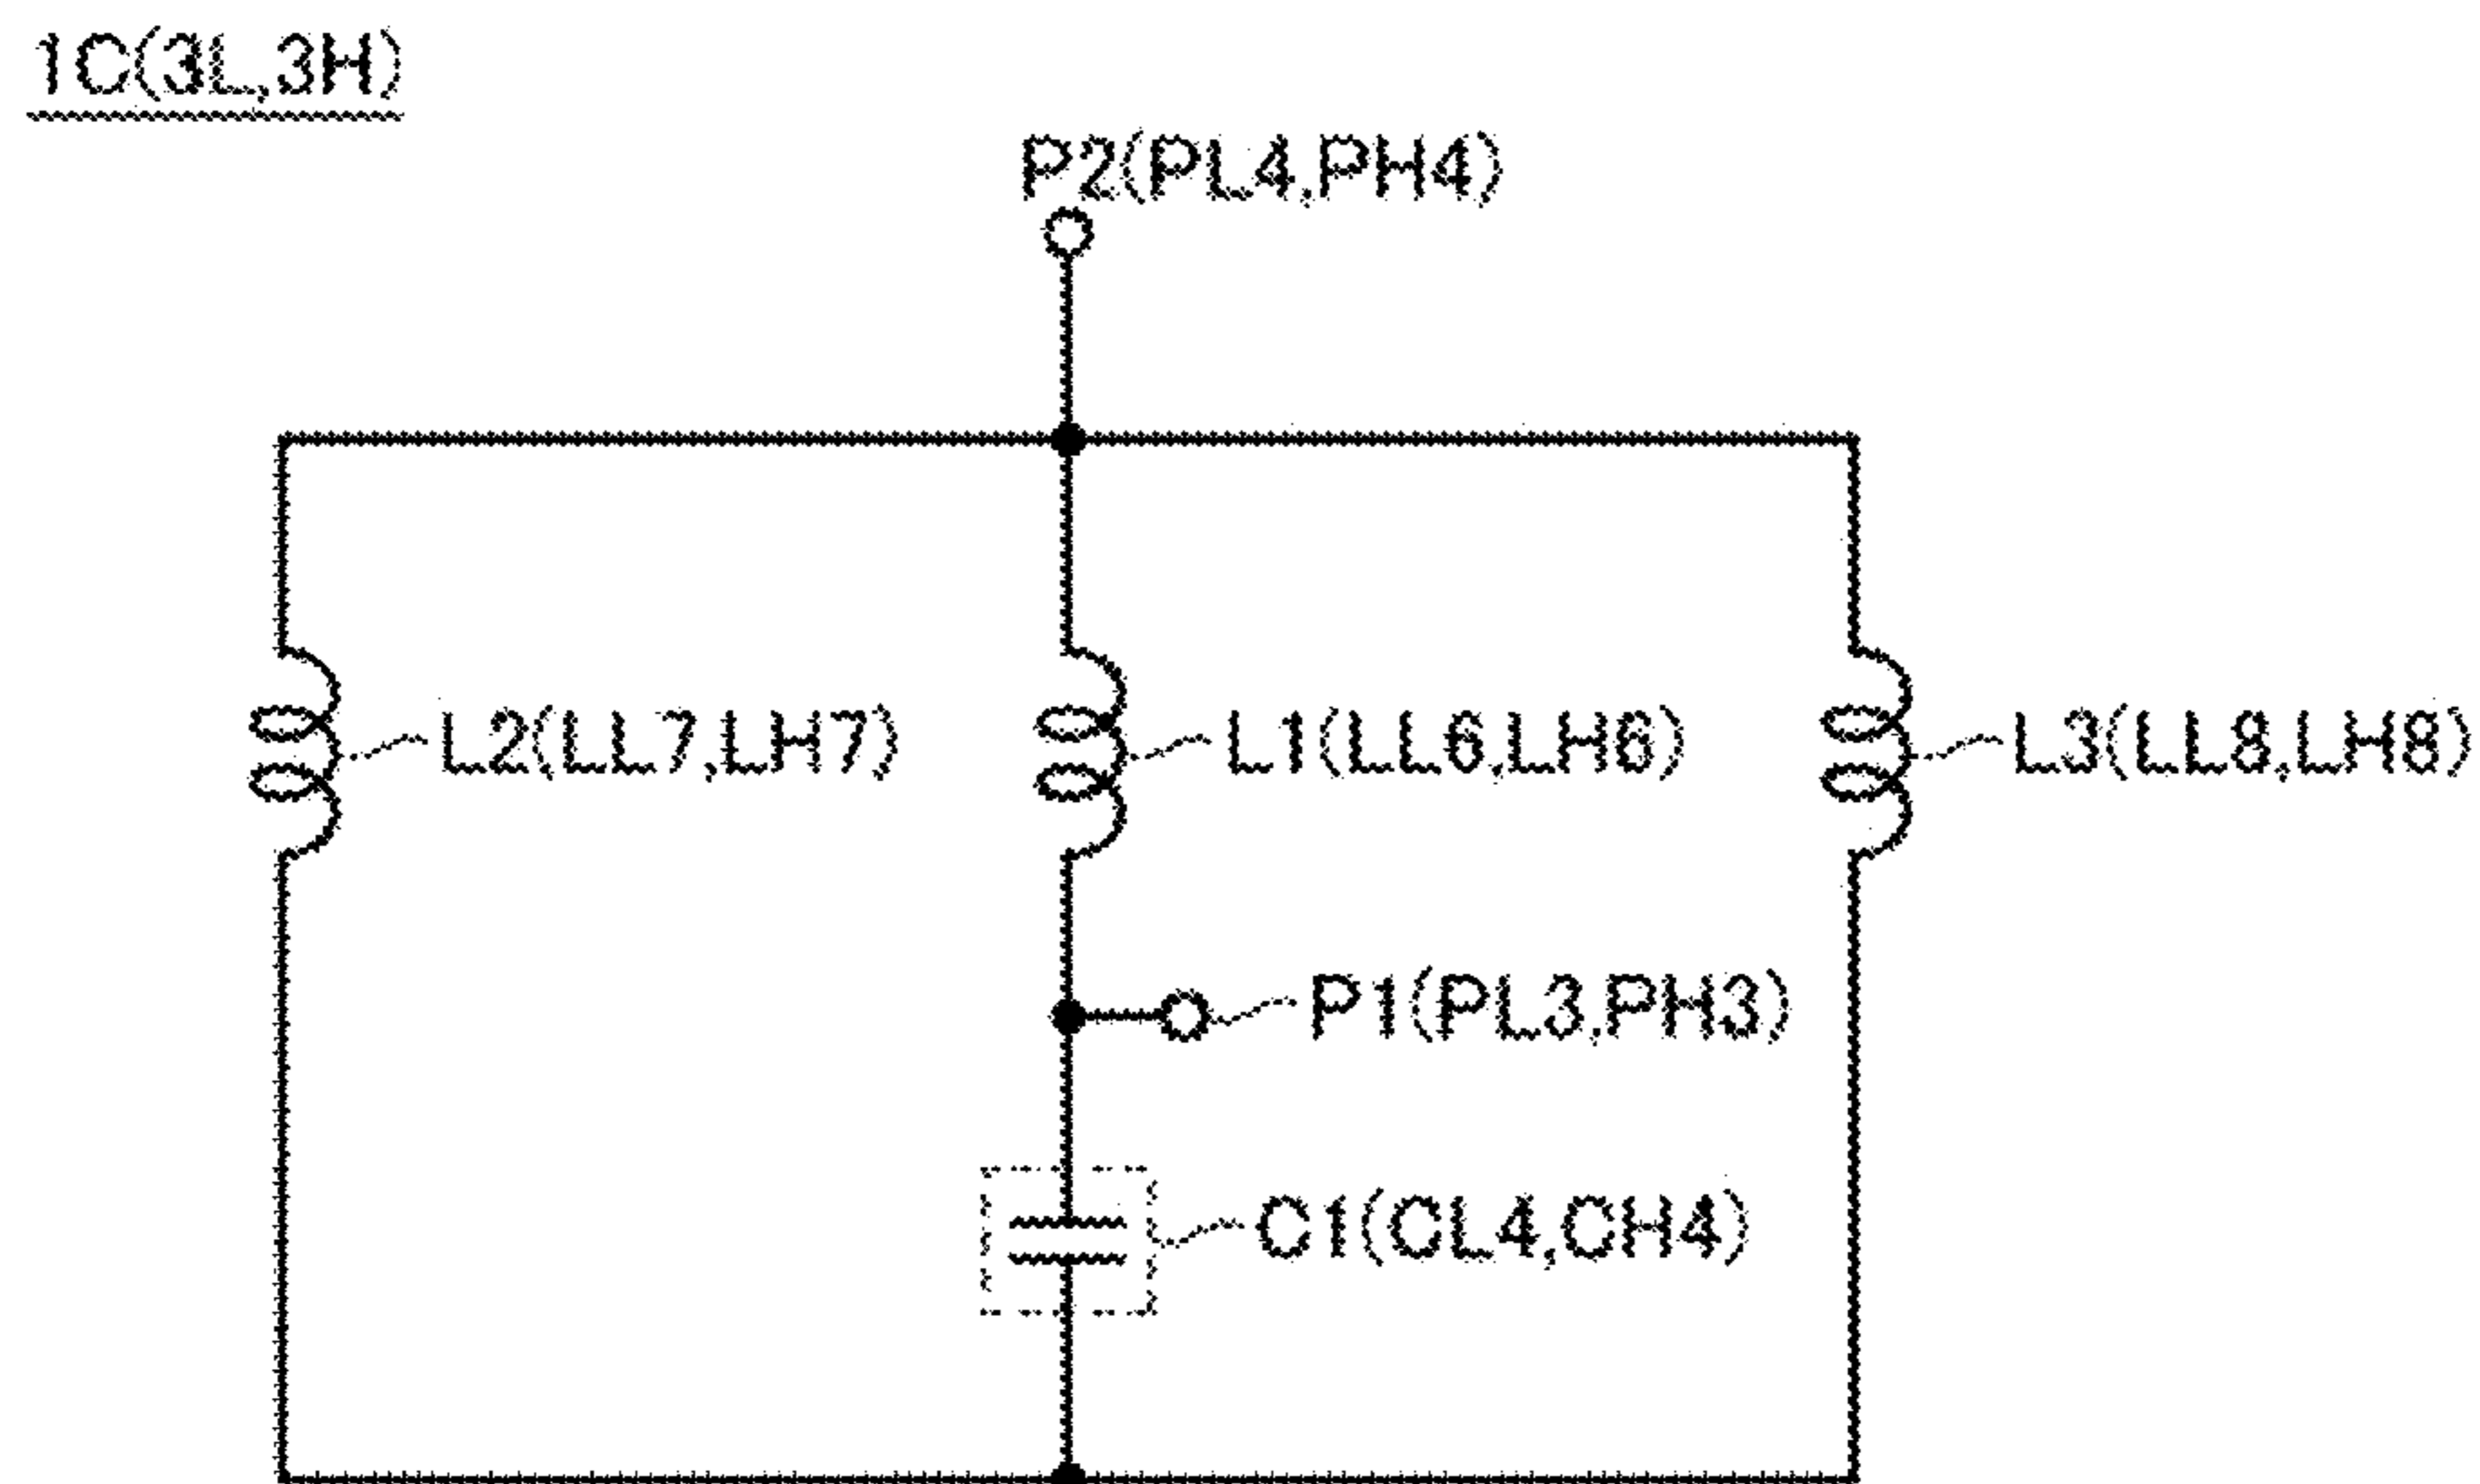 1C(3L,3H)
P2(PL4,PH4)
L2(LL7,LH7)
L1(LL6,LH6)
L3(LL8,LH8)
P1(PL3,PH3)
C1(CL4,CH4)